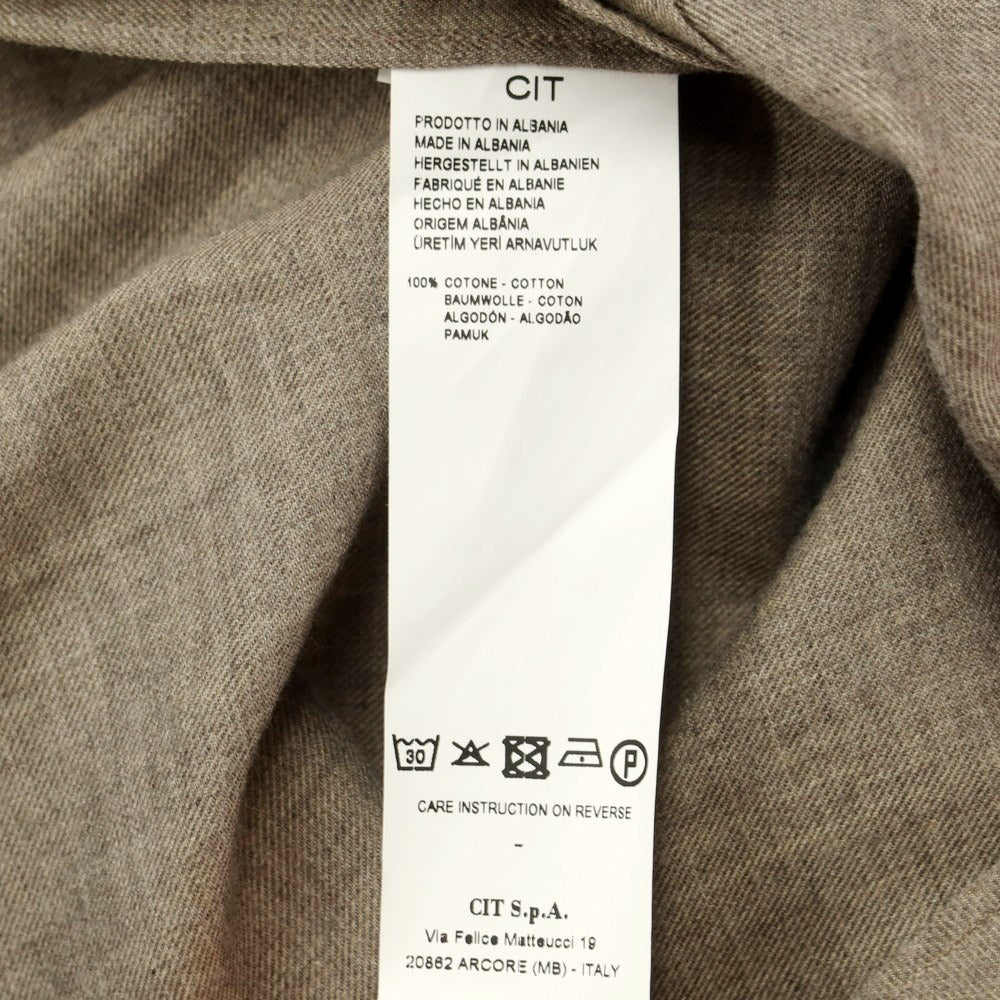 CIT
PRODOTTO IN ALBANIA
MADE IN ALBANIA
HERGESTELLT IN ALBANIEN
FABRIQUÉ EN ALBANIE
HECHO EN ALBANIA
ORIGEM ALBÂNIA
ÜRETİM YERİ ARNAVUTLUK
100% COTONE - COTTON
BAUMWOLLE - COTON
ALGODÓN - ALGODÃO
PAMUK
30 P
CARE INSTRUCTION ON REVERSE
-
CIT S.p.A.
Via Felice Matteucci 19
20862 ARCORE (MB) - ITALY